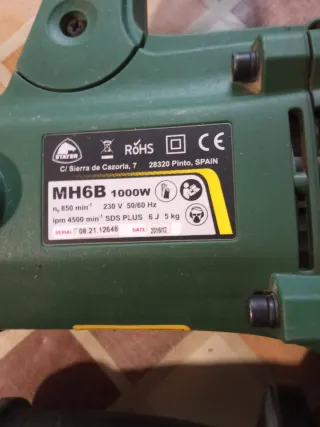 STAYER RoHS CE
C/ Sierra de Cazorla, 7 28320 Pinto, SPAIN
MH6B 1000W
n₀ 850 min⁻¹ 230 V 50/60 Hz
ipm 4500 min⁻¹ SDS PLUS 6 J 5 kg
SERIAL 08.21.12648 DATE: 2016/12